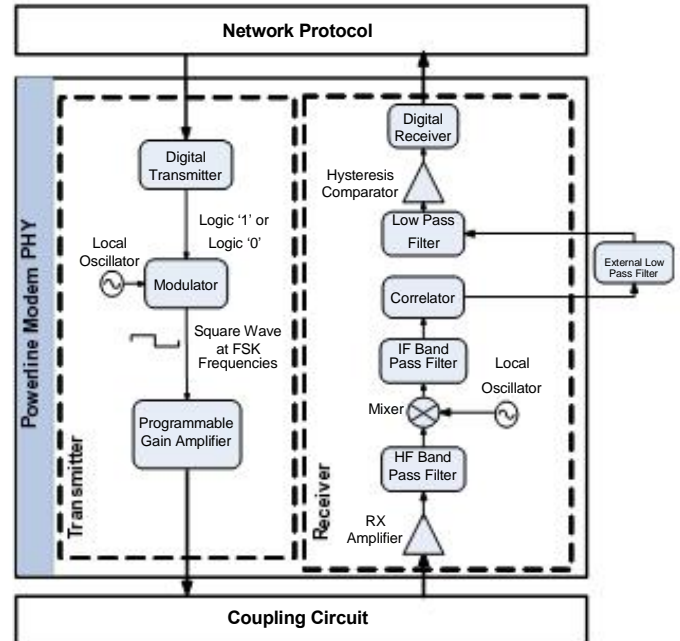 Network Protocol
Powerline Modem PHY
Transmitter
Digital
Transmitter
Logic '1' or
Logic '0'
Local
Oscillator
Modulator
Square Wave
at FSK
Frequencies
Programmable
Gain Amplifier
Receiver
Digital
Receiver
Hysteresis
Comparator
Low Pass
Filter
External Low
Pass Filter
Correlator
IF Band
Pass Filter
Local
Oscillator
Mixer
HF Band
Pass Filter
RX
Amplifier
Coupling Circuit